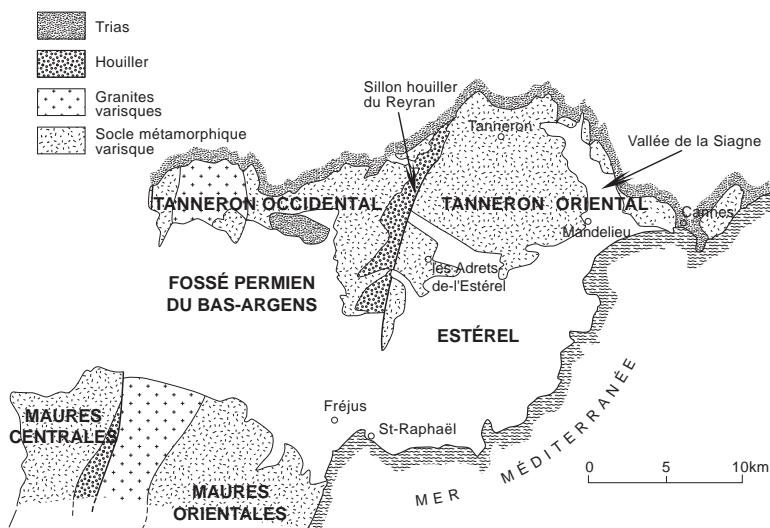 Trias
Houiller
Granites
varisques
Socle métamorphique
varisque
Sillon houiller
du Reyran
Tanneron
Vallée de la Siagne
TANNERON OCCIDENTAL
TANNERON ORIENTAL
Cannes
Mandelieu
les Adrets-
de-l'Estérel
FOSSÉ PERMIEN
DU BAS-ARGENS
ESTÉREL
MAURES
CENTRALES
Fréjus
St-Raphaël
MAURES
ORIENTALES
MER MÉDITERRANÉE
0 5 10km